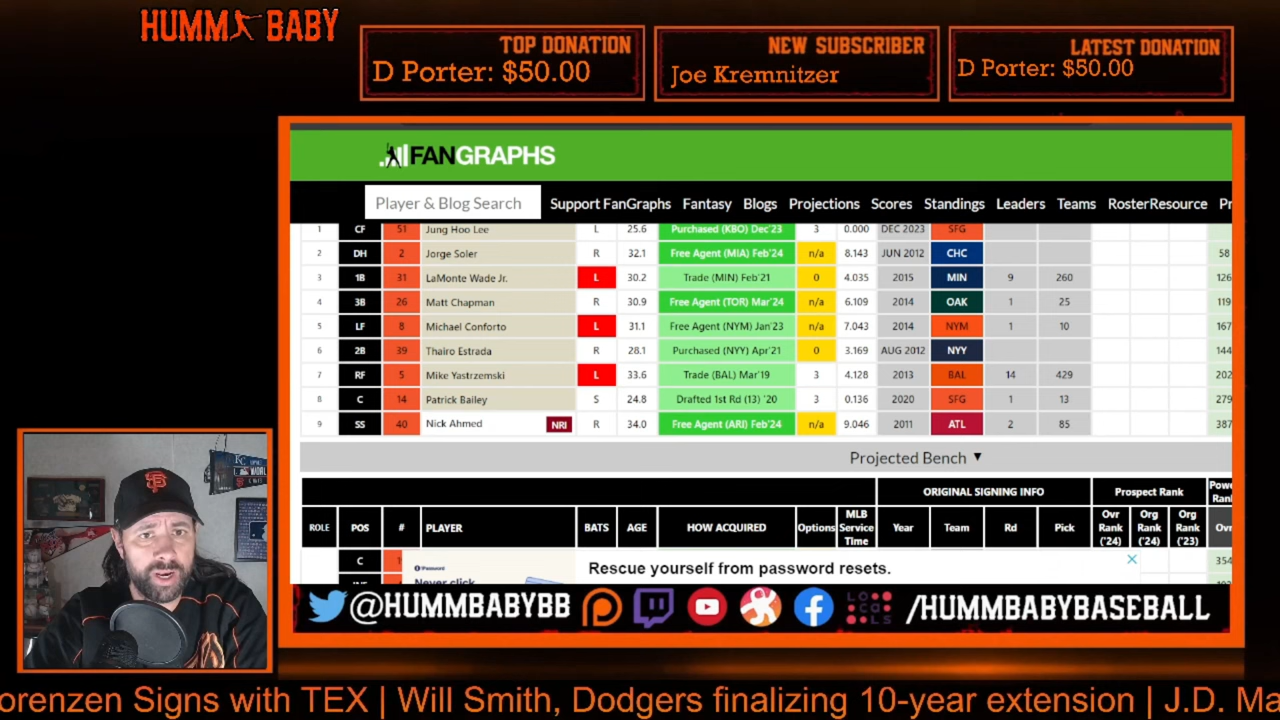 HUMM BABY
TOP DONATION
D Porter: $50.00
NEW SUBSCRIBER
Joe Kremnitzer
LATEST DONATION
D Porter: $50.00
FANGRAPHS
Player & Blog Search Support FanGraphs Fantasy Blogs Projections Scores Standings Leaders Teams RosterResource Pr
1 CF 51 Jung Hoo Lee L 25.6 Purchased (KBO) Dec'23 3 0.000 DEC 2023 SFG
2 DH 2 Jorge Soler R 32.1 Free Agent (MIA) Feb'24 n/a 8.143 JUN 2012 CHC 58
3 1B 31 LaMonte Wade Jr. L 30.2 Trade (MIN) Feb'21 0 4.035 2015 MIN 9 260 126
4 3B 26 Matt Chapman R 30.9 Free Agent (TOR) Mar'24 n/a 6.109 2014 OAK 1 25 119
5 LF 8 Michael Conforto L 31.1 Free Agent (NYM) Jan'23 n/a 7.043 2014 NYM 1 10 167
6 2B 39 Thairo Estrada R 28.1 Purchased (NYY) Apr'21 0 3.169 AUG 2012 NYY 144
7 RF 5 Mike Yastrzemski L 33.6 Trade (BAL) Mar'19 3 4.128 2013 BAL 14 429 202
8 C 14 Patrick Bailey S 24.8 Drafted 1st Rd (13) '20 3 0.136 2020 SFG 1 13 279
9 SS 40 Nick Ahmed NRI R 34.0 Free Agent (ARI) Feb'24 n/a 9.046 2011 ATL 2 85 387
Projected Bench ▼
ORIGINAL SIGNING INFO Prospect Rank Powe Rank
ROLE POS # PLAYER BATS AGE HOW ACQUIRED Options MLB Service Time Year Team Rd Pick Ovr Rank ('24) Org Rank ('24) Org Rank ('23) Ovr
C 354
1Password
Never click
Rescue yourself from password resets.
@HUMMBABYBB LOCALS /HUMMBABYBASEBALL
orenzen Signs with TEX | Will Smith, Dodgers finalizing 10-year extension | J.D. Ma